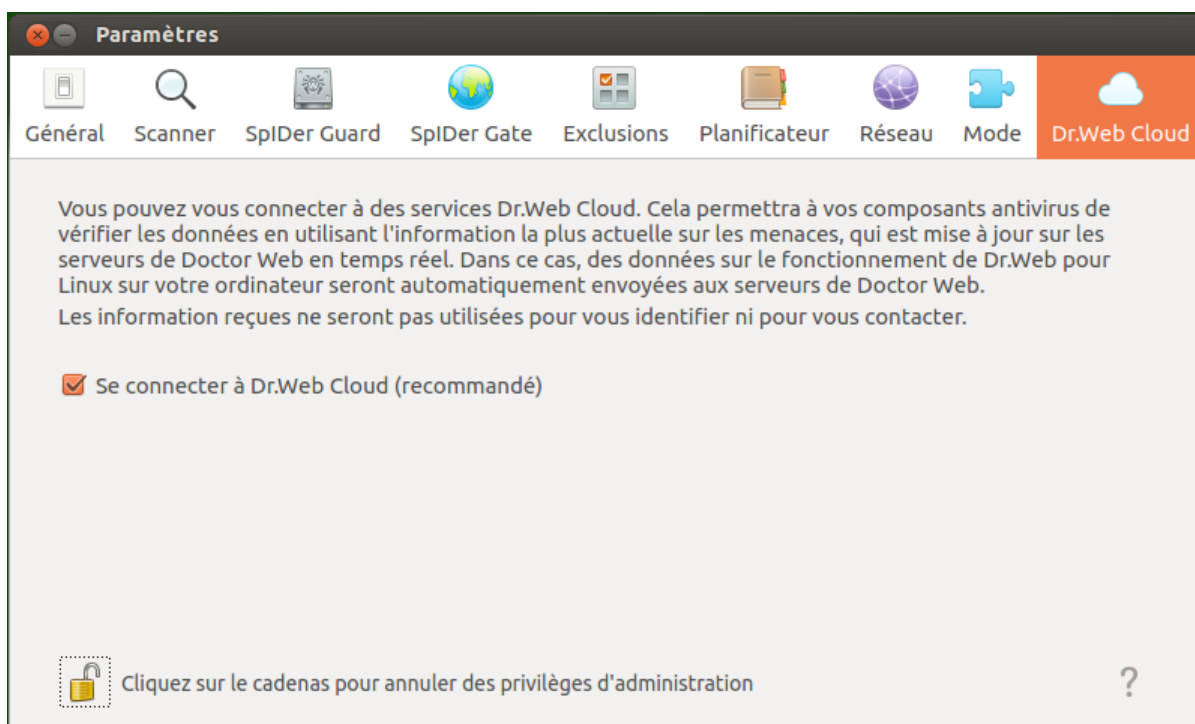 Paramètres
Général Scanner SpIDer Guard SpIDer Gate Exclusions Planificateur Réseau Mode Dr.Web Cloud
Vous pouvez vous connecter à des services Dr.Web Cloud. Cela permettra à vos composants antivirus de
vérifier les données en utilisant l'information la plus actuelle sur les menaces, qui est mise à jour sur les
serveurs de Doctor Web en temps réel. Dans ce cas, des données sur le fonctionnement de Dr.Web pour
Linux sur votre ordinateur seront automatiquement envoyées aux serveurs de Doctor Web.
Les information reçues ne seront pas utilisées pour vous identifier ni pour vous contacter.
Se connecter à Dr.Web Cloud (recommandé)
Cliquez sur le cadenas pour annuler des privilèges d'administration ?